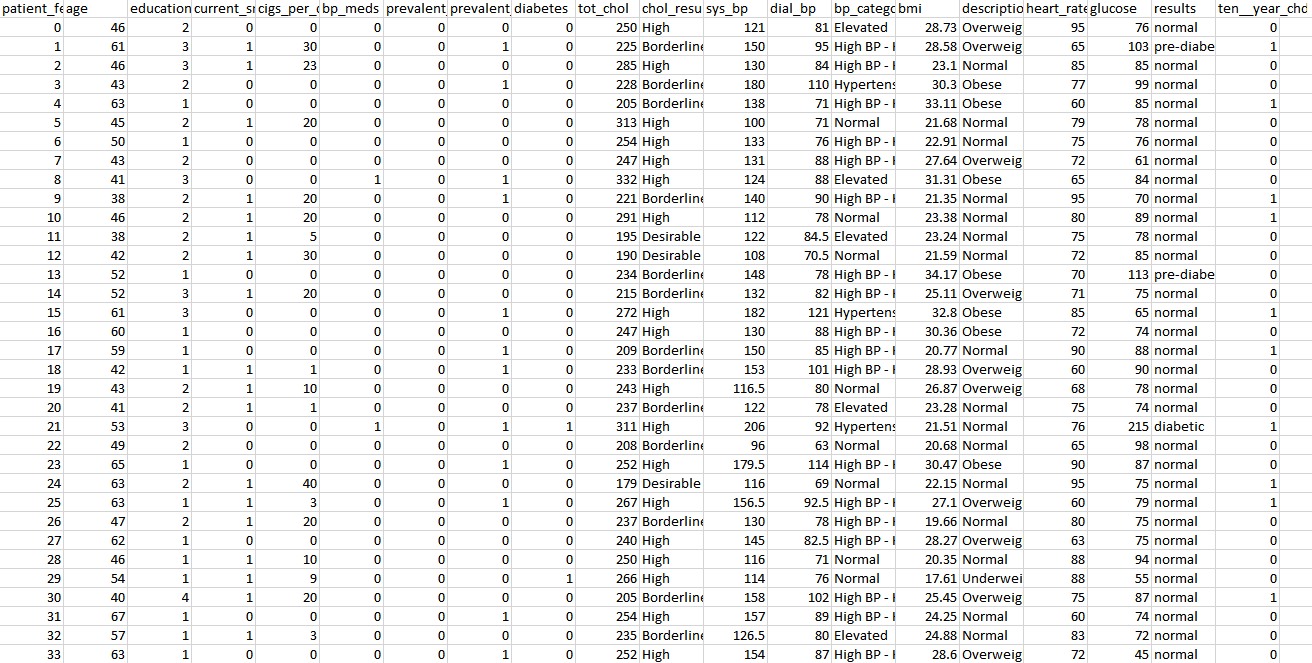 patient_fe age education current_s cigs_per_c bp_meds prevalent_ prevalent_ diabetes tot_chol chol_resu sys_bp dial_bp bp_catego bmi descriptio heart_rate glucose results ten__year_chd
0 46 2 0 0 0 0 0 0 250 High 121 81 Elevated 28.73 Overweig 95 76 normal 0
1 61 3 1 30 0 0 1 0 225 Borderline 150 95 High BP - H 28.58 Overweig 65 103 pre-diabe 1
2 46 3 1 23 0 0 0 0 285 High 130 84 High BP - H 23.1 Normal 85 85 normal 0
3 43 2 0 0 0 0 1 0 228 Borderline 180 110 Hypertens 30.3 Obese 77 99 normal 0
4 63 1 0 0 0 0 0 0 205 Borderline 138 71 High BP - H 33.11 Obese 60 85 normal 1
5 45 2 1 20 0 0 0 0 313 High 100 71 Normal 21.68 Normal 79 78 normal 0
6 50 1 0 0 0 0 0 0 254 High 133 76 High BP - H 22.91 Normal 75 76 normal 0
7 43 2 0 0 0 0 0 0 247 High 131 88 High BP - H 27.64 Overweig 72 61 normal 0
8 41 3 0 0 1 0 1 0 332 High 124 88 Elevated 31.31 Obese 65 84 normal 0
9 38 2 1 20 0 0 1 0 221 Borderline 140 90 High BP - H 21.35 Normal 95 70 normal 1
10 46 2 1 20 0 0 0 0 291 High 112 78 Normal 23.38 Normal 80 89 normal 1
11 38 2 1 5 0 0 0 0 195 Desirable 122 84.5 Elevated 23.24 Normal 75 78 normal 0
12 42 2 1 30 0 0 0 0 190 Desirable 108 70.5 Normal 21.59 Normal 72 85 normal 0
13 52 1 0 0 0 0 0 0 234 Borderline 148 78 High BP - H 34.17 Obese 70 113 pre-diabe 0
14 52 3 1 20 0 0 0 0 215 Borderline 132 82 High BP - H 25.11 Overweig 71 75 normal 0
15 61 3 0 0 0 0 1 0 272 High 182 121 Hypertens 32.8 Obese 85 65 normal 1
16 60 1 0 0 0 0 0 0 247 High 130 88 High BP - H 30.36 Obese 72 74 normal 0
17 59 1 0 0 0 0 1 0 209 Borderline 150 85 High BP - H 20.77 Normal 90 88 normal 1
18 42 1 1 1 0 0 1 0 233 Borderline 153 101 High BP - H 28.93 Overweig 60 90 normal 0
19 43 2 1 10 0 0 0 0 243 High 116.5 80 Normal 26.87 Overweig 68 78 normal 0
20 41 2 1 1 0 0 0 0 237 Borderline 122 78 Elevated 23.28 Normal 75 74 normal 0
21 53 3 0 0 1 0 1 1 311 High 206 92 Hypertens 21.51 Normal 76 215 diabetic 1
22 49 2 0 0 0 0 0 0 208 Borderline 96 63 Normal 20.68 Normal 65 98 normal 0
23 65 1 0 0 0 0 1 0 252 High 179.5 114 High BP - H 30.47 Obese 90 87 normal 0
24 63 2 1 40 0 0 0 0 179 Desirable 116 69 Normal 22.15 Normal 95 75 normal 1
25 63 1 1 3 0 0 1 0 267 High 156.5 92.5 High BP - H 27.1 Overweig 60 79 normal 1
26 47 2 1 20 0 0 0 0 237 Borderline 130 78 High BP - H 19.66 Normal 80 75 normal 0
27 62 1 0 0 0 0 0 0 240 High 145 82.5 High BP - H 28.27 Overweig 63 75 normal 0
28 46 1 1 10 0 0 0 0 250 High 116 71 Normal 20.35 Normal 88 94 normal 0
29 54 1 1 9 0 0 0 1 266 High 114 76 Normal 17.61 Underwei 88 55 normal 0
30 40 4 1 20 0 0 0 0 205 Borderline 158 102 High BP - H 25.45 Overweig 75 87 normal 1
31 67 1 0 0 0 0 1 0 254 High 157 89 High BP - H 24.25 Normal 60 74 normal 0
32 57 1 1 3 0 0 0 0 235 Borderline 126.5 80 Elevated 24.88 Normal 83 72 normal 0
33 63 1 0 0 0 0 1 0 252 High 154 87 High BP - H 28.6 Overweig 72 45 normal 0